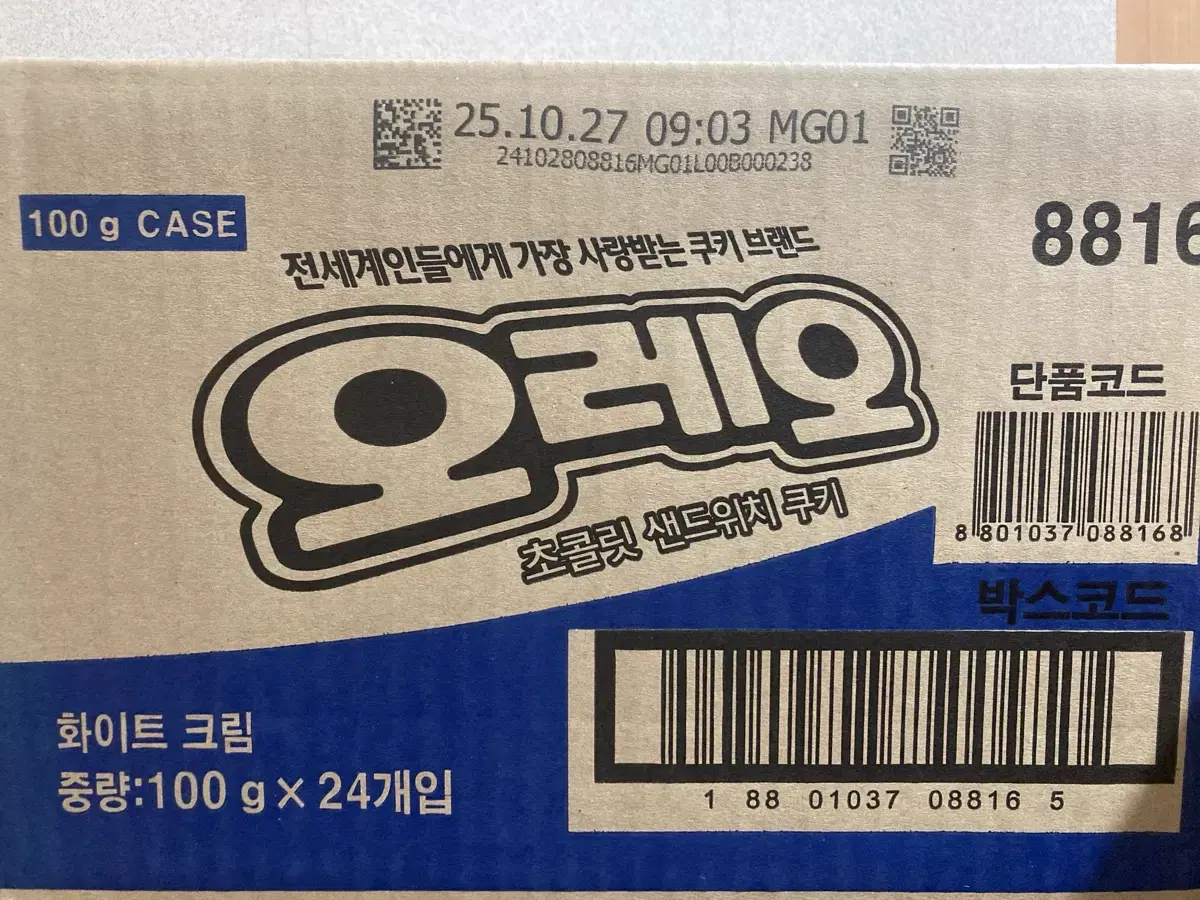 25.10.27 09:03 MG01
24102808816MG01L00B000238
100 g CASE
8816
전세계인들에게 가장 사랑받는 쿠키 브랜드
오레오
초콜릿 샌드위치 쿠키
단품코드
8 801037 088168
박스코드
1 88 01037 08816 5
화이트 크림
중량:100 g × 24개입